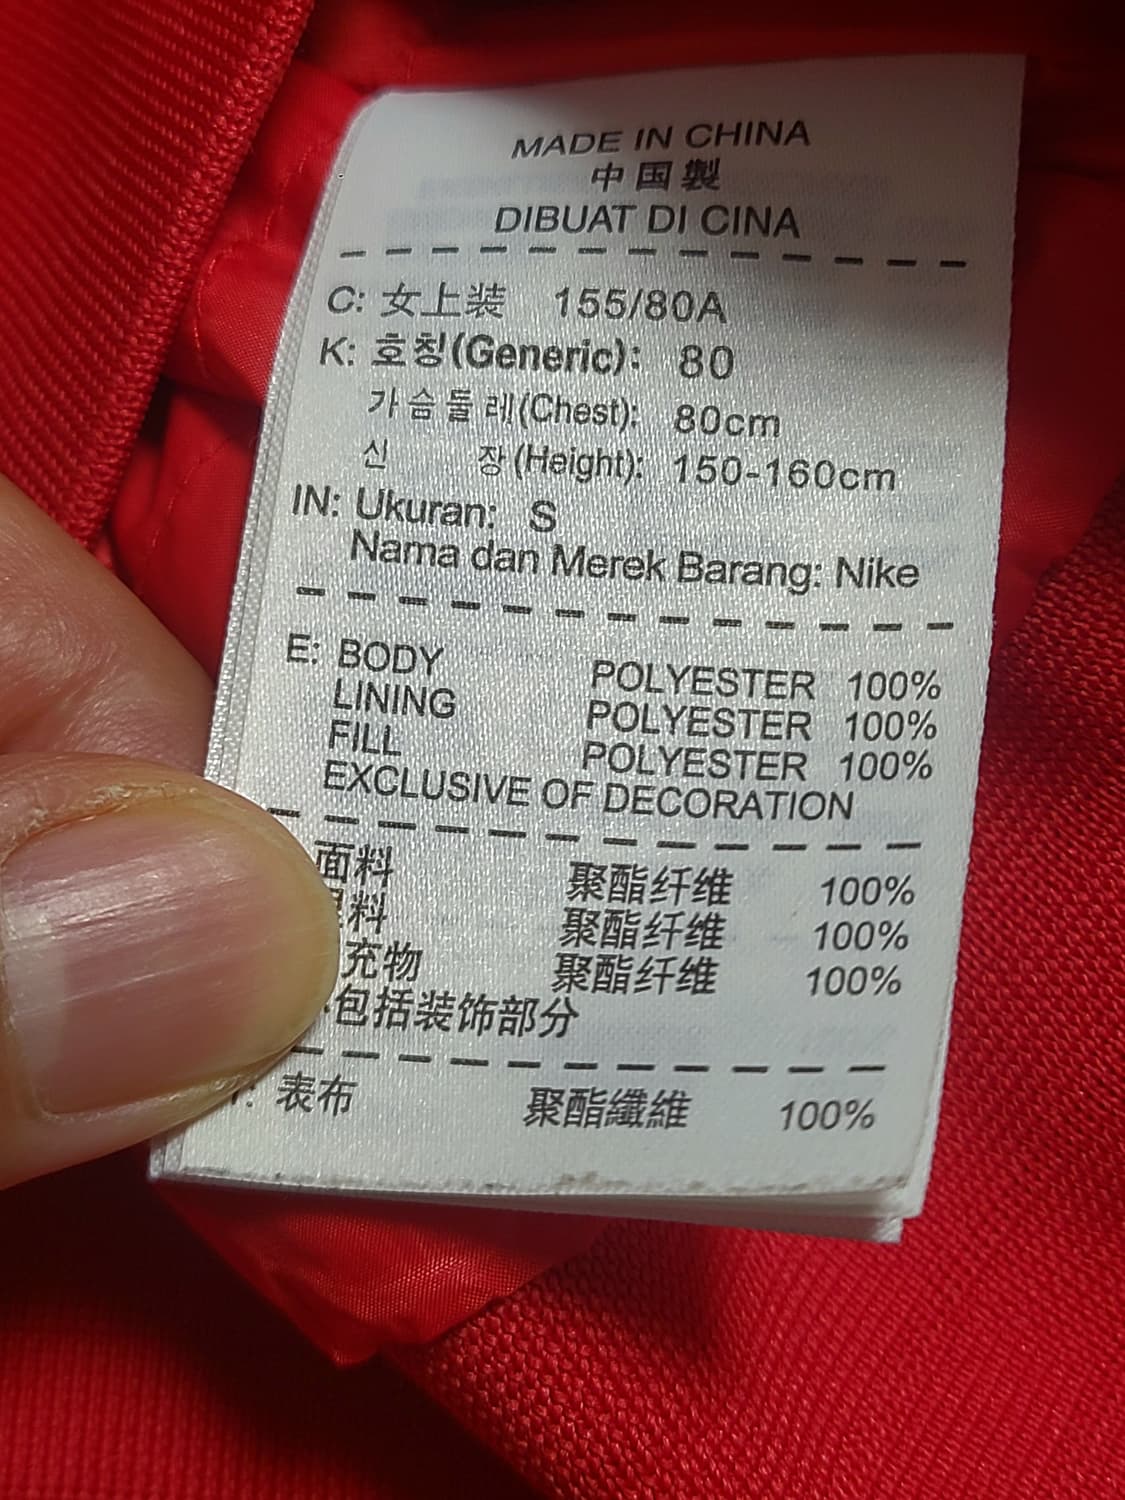 MADE IN CHINA
中国製
DIBUAT DI CINA
C: 女上装 155/80A
K: 호칭(Generic): 80
가슴둘레(Chest): 80cm
신 장(Height): 150-160cm
IN: Ukuran: S
Nama dan Merek Barang: Nike
E: BODY POLYESTER 100%
LINING POLYESTER 100%
FILL POLYESTER 100%
EXCLUSIVE OF DECORATION
面料 聚酯纤维 100%
料 聚酯纤维 100%
充物 聚酯纤维 100%
包括装饰部分
表布 聚酯纖維 100%